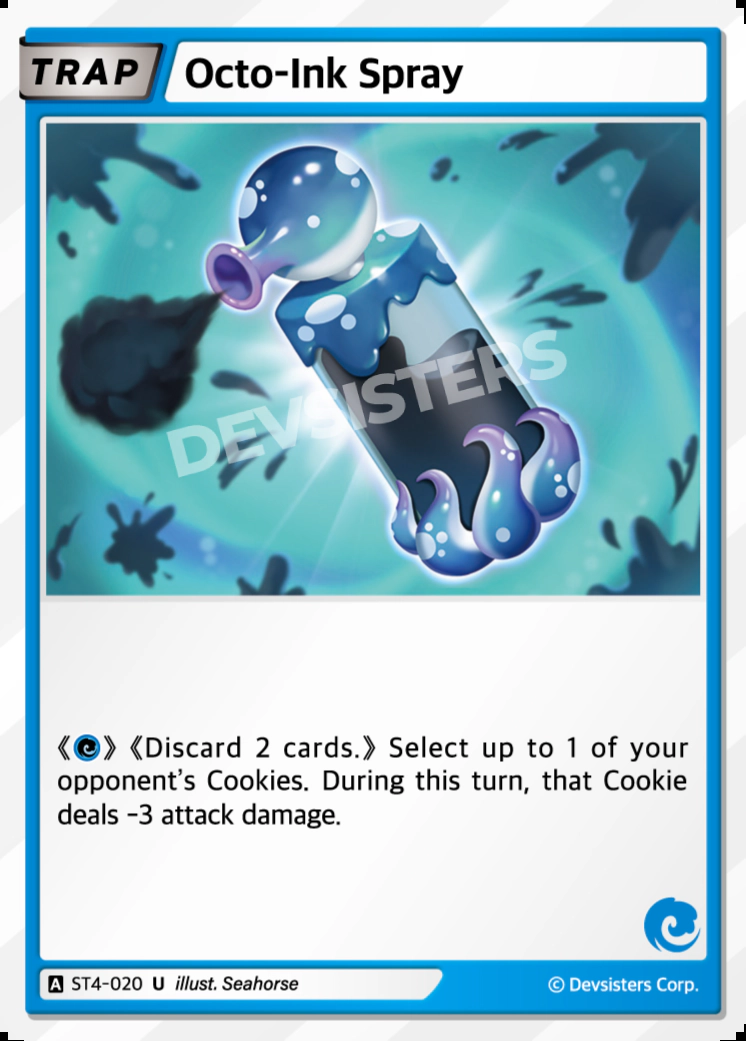 TRAP
Octo-Ink Spray
DEVSISTERS
《》《Discard 2 cards.》 Select up to 1 of your
opponent's Cookies. During this turn, that Cookie
deals -3 attack damage.
A ST4-020 U illust. Seahorse
© Devsisters Corp.